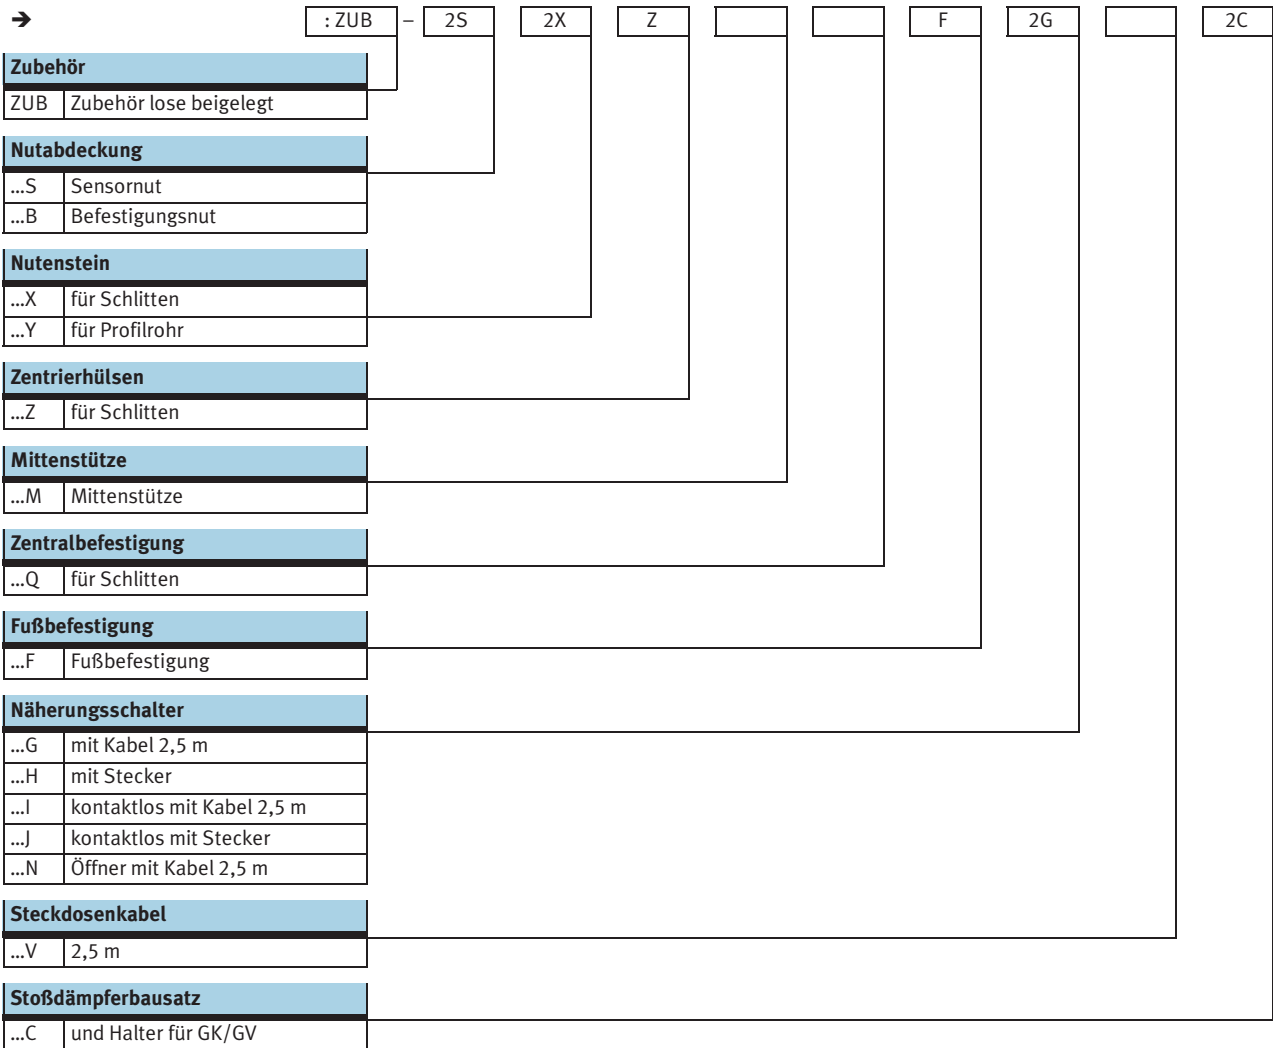 ➔ : ZUB – 2S 2X Z F 2G 2C
Zubehör
ZUB Zubehör lose beigelegt
Nutabdeckung
...S Sensornut
...B Befestigungsnut
Nutenstein
...X für Schlitten
...Y für Profilrohr
Zentrierhülsen
...Z für Schlitten
Mittenstütze
...M Mittenstütze
Zentralbefestigung
...Q für Schlitten
Fußbefestigung
...F Fußbefestigung
Näherungsschalter
...G mit Kabel 2,5 m
...H mit Stecker
...I kontaktlos mit Kabel 2,5 m
...J kontaktlos mit Stecker
...N Öffner mit Kabel 2,5 m
Steckdosenkabel
...V 2,5 m
Stoßdämpferbausatz
...C und Halter für GK/GV